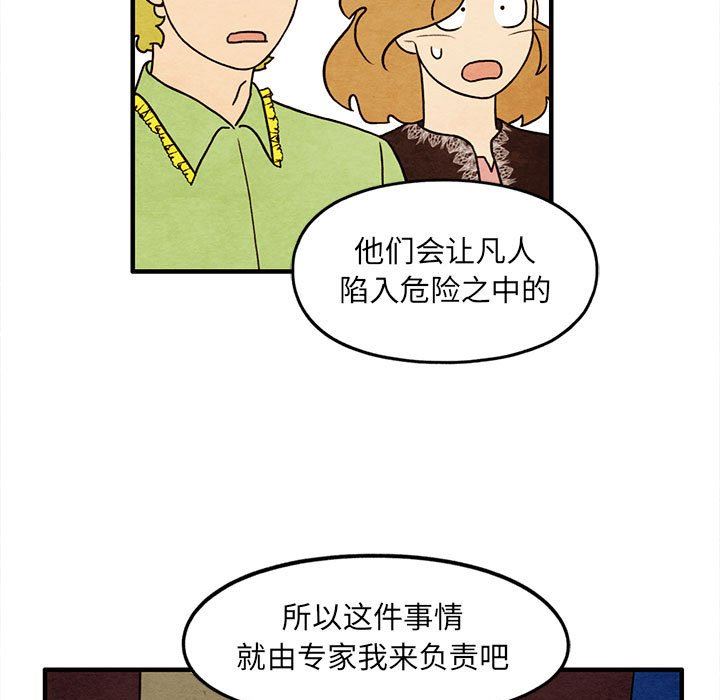 他们会让凡人
陷入危险之中的
所以这件事情
就由专家我来负责吧